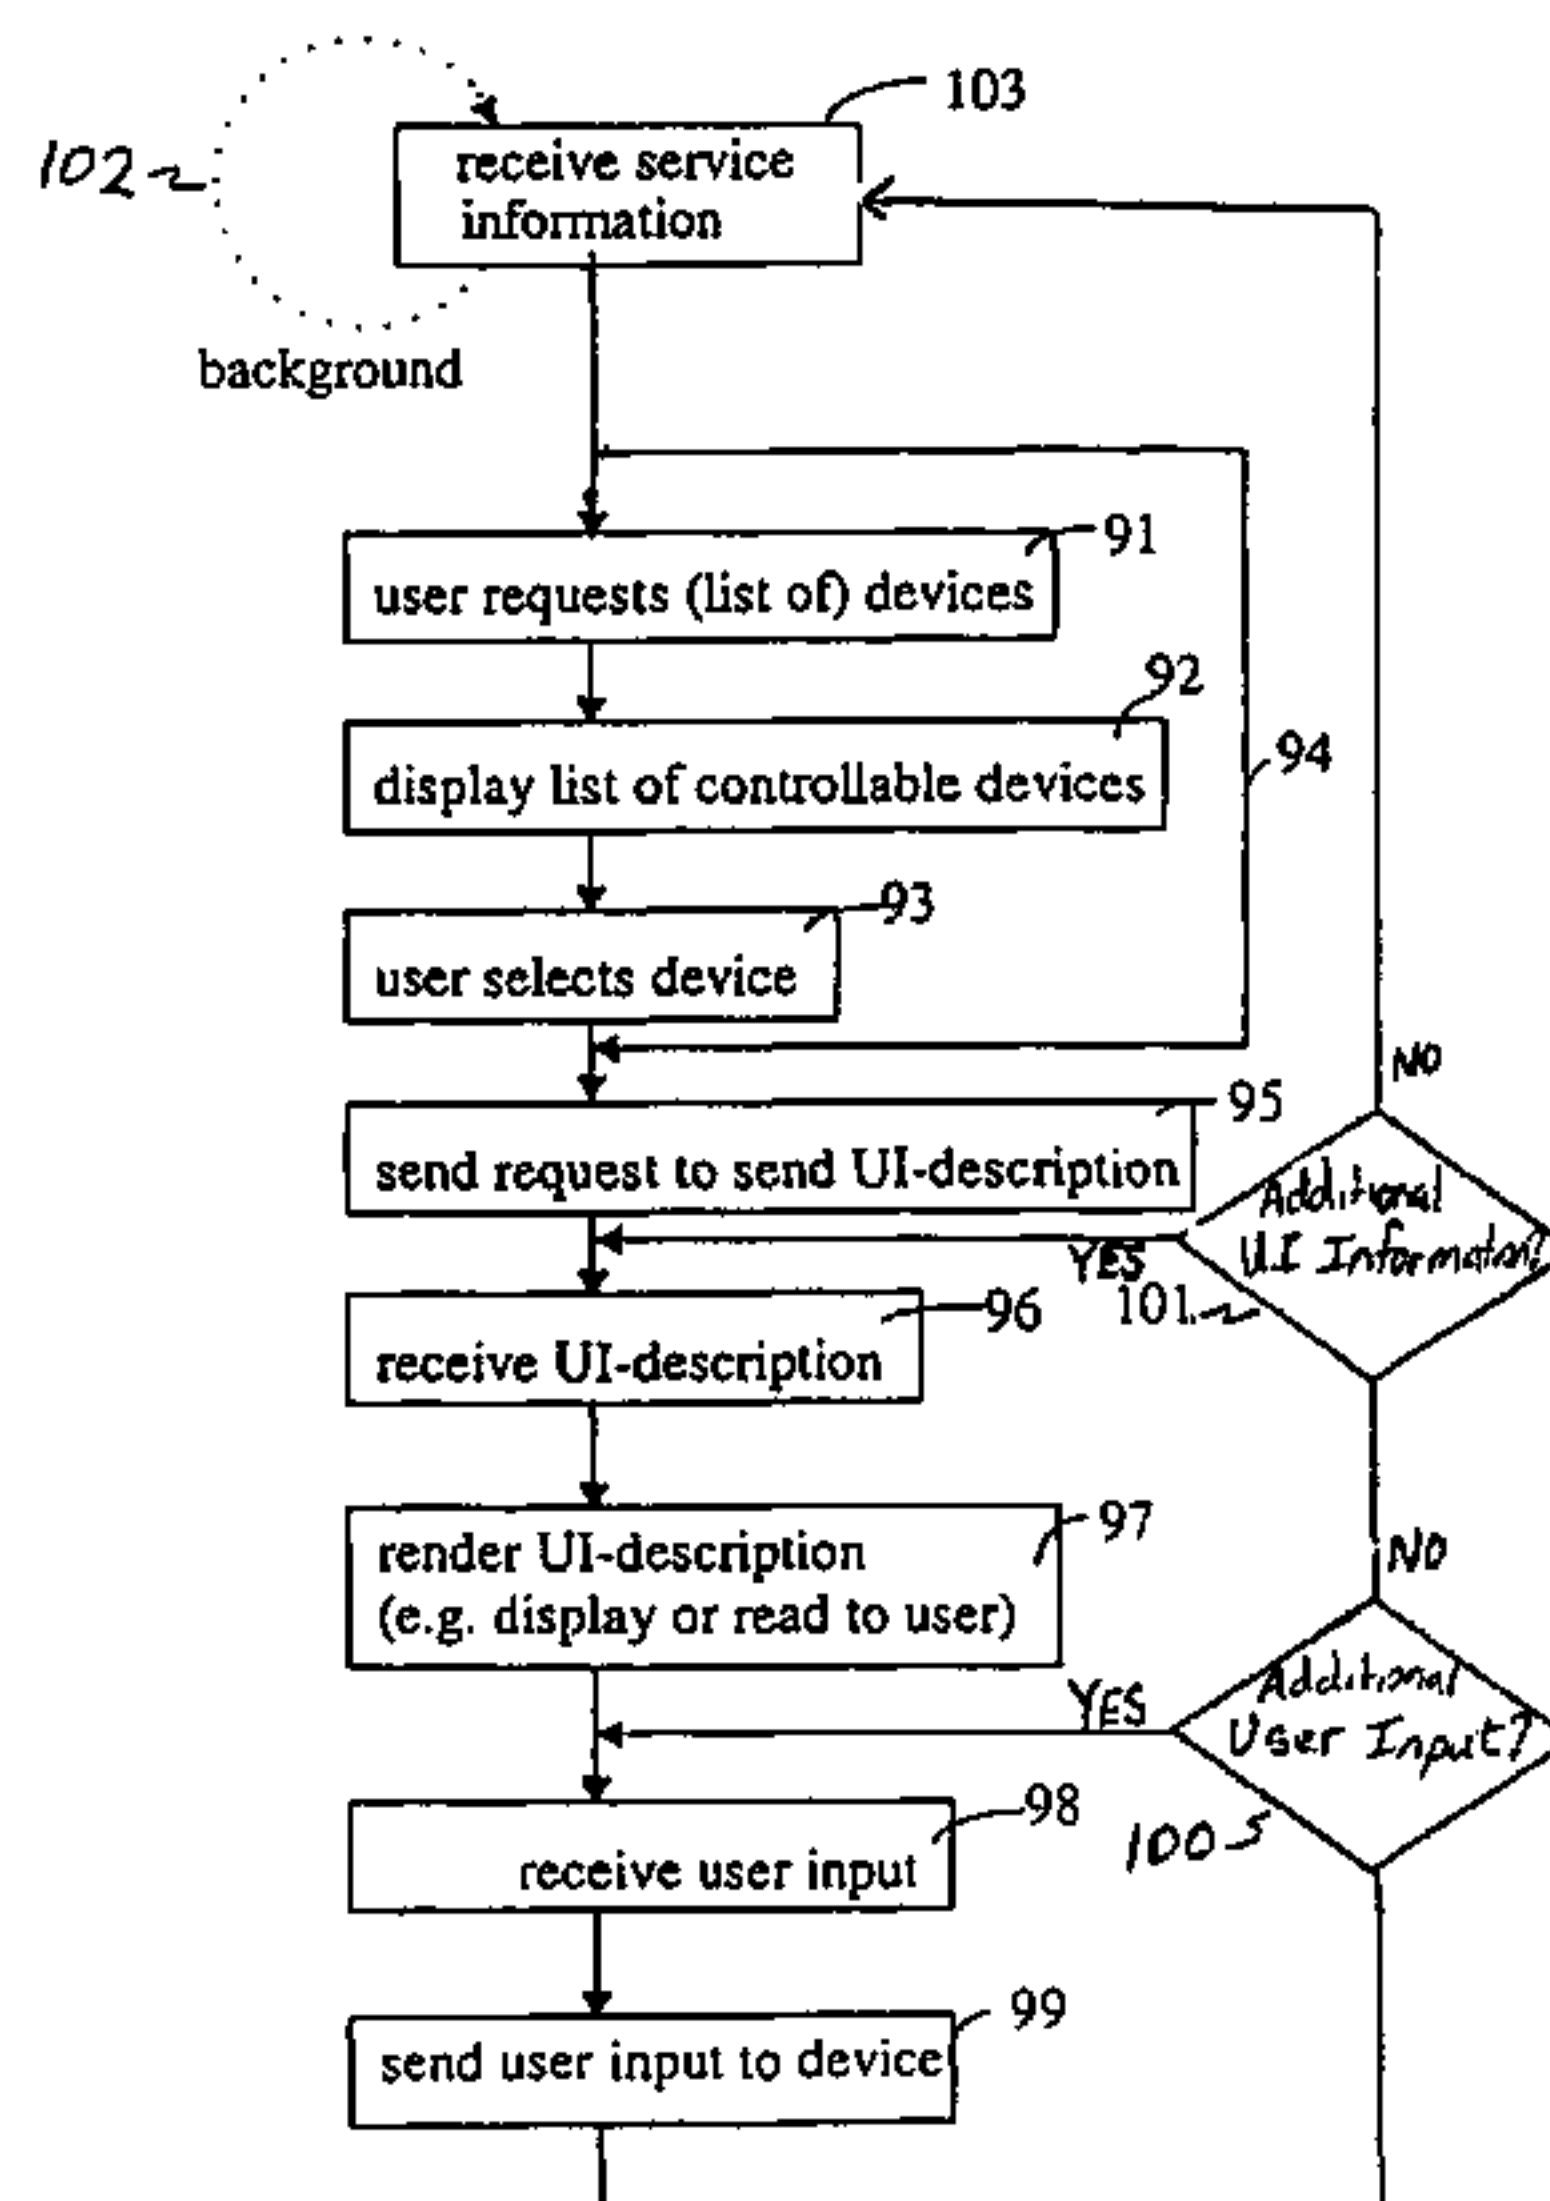 103
102
receive service
information
background
91
user requests (list of) devices
92
display list of controllable devices
94
93
user selects device
NO
95
send request to send UI-description
Additional
UI Informaton?
YES
101
96
receive UI-description
97
render UI-description
(e.g. display or read to user)
NO
Additional
User Input?
YES
98
receive user input
100
99
send user input to device